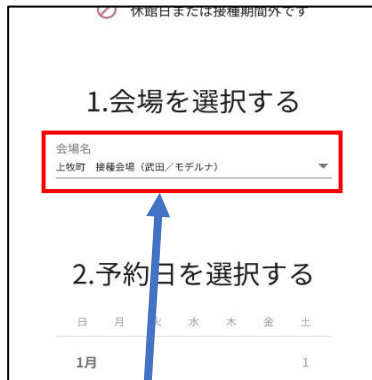 休館日または接種期間外です
1.会場を選択する
会場名
上牧町 接種会場（武田／モデルナ）
2.予約日を選択する
日 月 火 水 木 金 土
1月 1